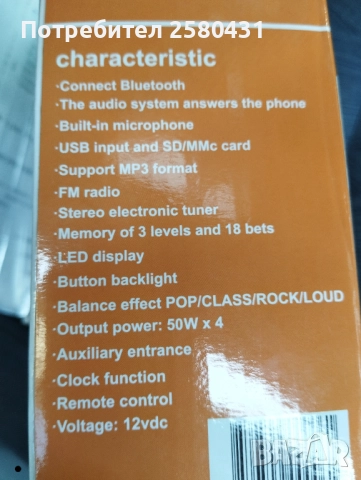 Потребител 2580431
characteristic
·Connect Bluetooth
·The audio system answers the phone
·Built-in microphone
·USB input and SD/MMc card
·Support MP3 format
·FM radio
·Stereo electronic tuner
·Memory of 3 levels and 18 bets
·LED display
·Button backlight
·Balance effect POP/CLASS/ROCK/LOUD
·Output power: 50W x 4
·Auxiliary entrance
·Clock function
·Remote control
·Voltage: 12vdc
BAZAR